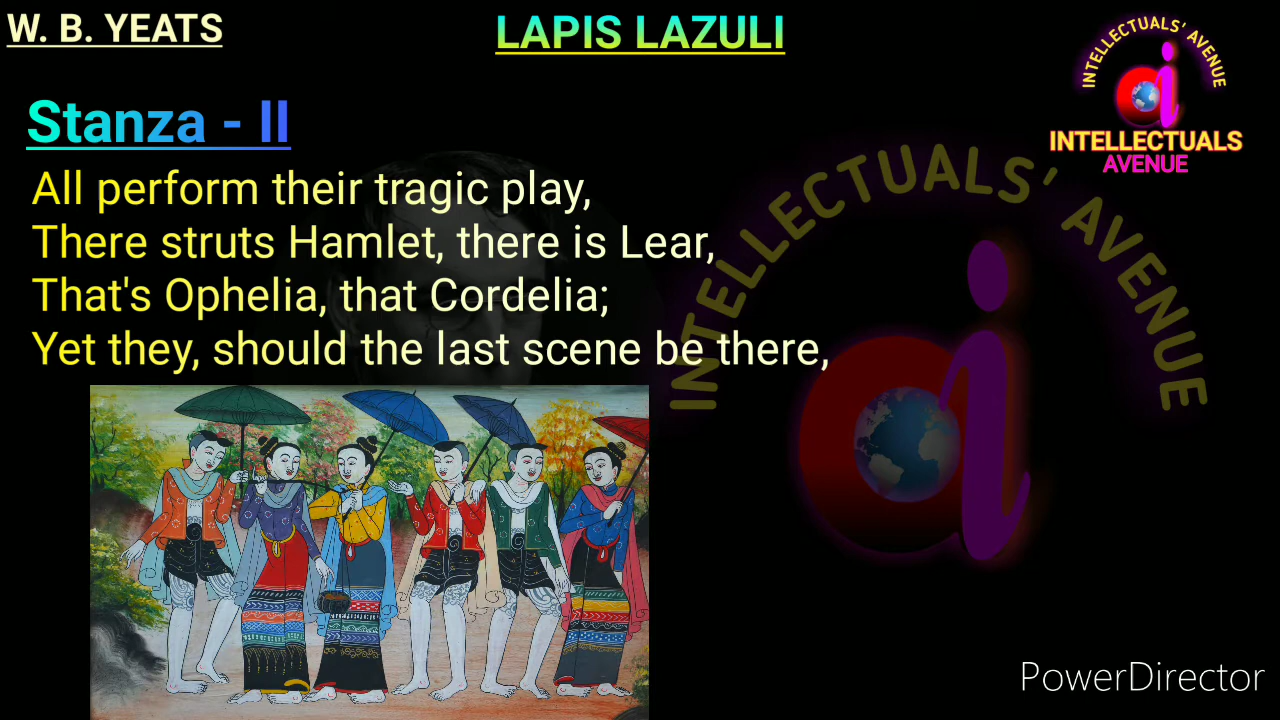 W. B. YEATS
LAPIS LAZULI
INTELLECTUALS' AVENUE
INTELLECTUALS
AVENUE
Stanza - II
All perform their tragic play,
There struts Hamlet, there is Lear,
That's Ophelia, that Cordelia;
Yet they, should the last scene be there,
INTELLECTUALS' AVENUE
PowerDirector